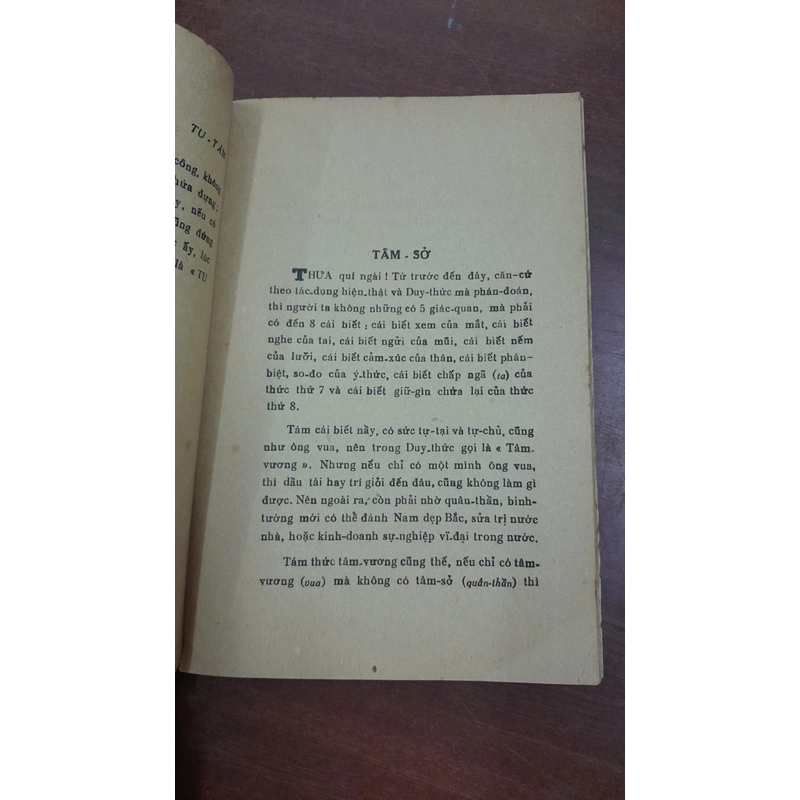 TU-TÂM
công, không
chứa đựng;
y, nếu có
ũng đứng
ấy, lúc
là « TU
TÂM-SỞ
THƯA quí ngài! Từ trước đến đây, căn-cứ
theo tác-dụng hiện-thật và Duy-thức mà phán-đoán,
thì người ta không những có 5 giác-quan, mà phải
có đến 8 cái biết: cái biết xem của mắt, cái biết
nghe của tai, cái biết ngửi của mũi, cái biết nếm
của lưỡi, cái biết cảm-xúc của thân, cái biết phân-
biệt, so-đo của ý-thức, cái biết chấp ngã (ta) của
thức thứ 7 và cái biết giữ-gìn chứa lại của thức
thứ 8.
Tám cái biết nầy, có sức tự-tại và tự-chủ, cũng
như ông vua, nên trong Duy-thức gọi là « Tâm-
vương ». Nhưng nếu chỉ có một mình ông vua,
thì dầu tài hay trí giỏi đến đâu, cũng không làm gì
được. Nên ngoài ra, còn phải nhờ quân-thần, binh-
tướng mới có thể đánh Nam dẹp Bắc, sửa trị nước
nhà, hoặc kinh-doanh sự-nghiệp vĩ-đại trong nước.
Tám thức tâm-vương cũng thế, nếu chỉ có tâm-
vương (vua) mà không có tâm-sở (quân-thần) thì